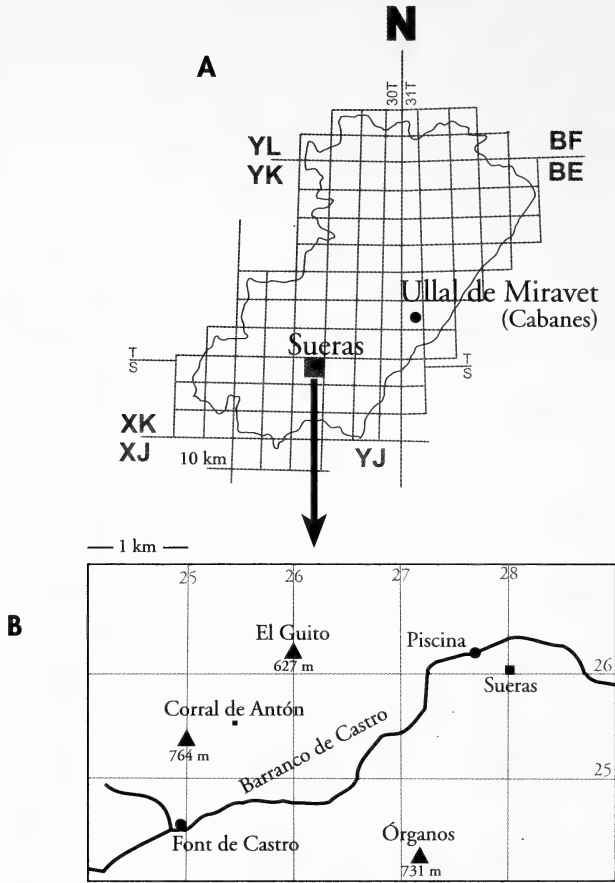 N
A
30T
31T
YL
BF
YK
BE
Ullal de Miravet
(Cabanes)
Sueras
T
S
T
S
XK
XJ
10 km
YJ
1 km
B
25
26
27
28
El Guito
627 m
Piscina
26
Sueras
Corral de Antón
764 m
Barranco de Castro
25
Font de Castro
Órganos
731 m